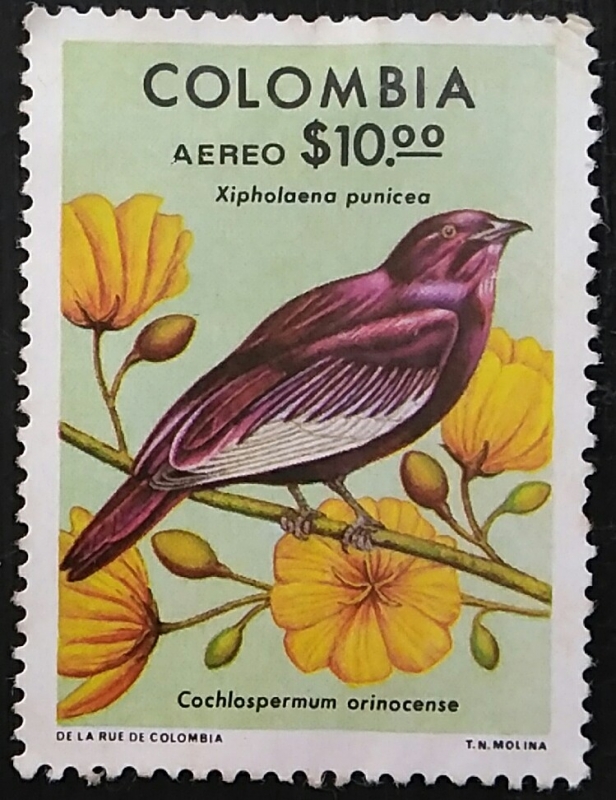 COLOMBIA
AEREO $10.00
Xipholaena punicea
Cochlospermum orinocense
DE LA RUE DE COLOMBIA
T.N. MOLINA